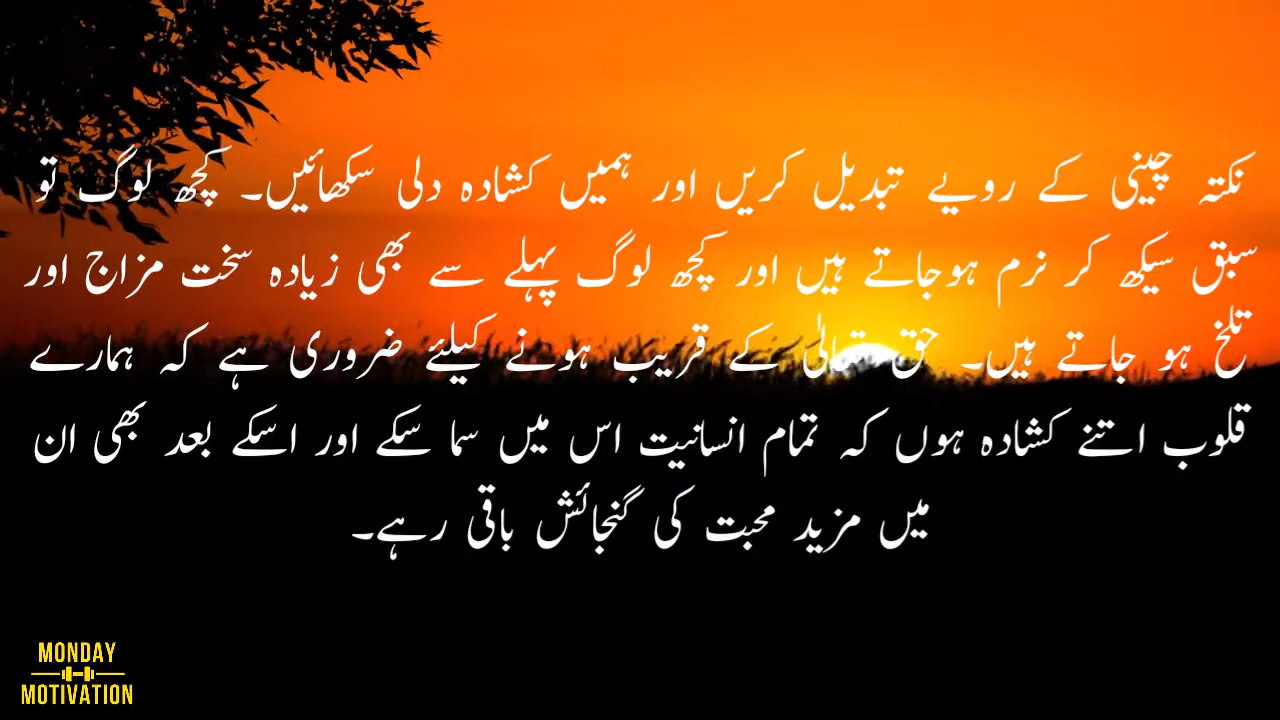 نکتہ چینی کے رویے تبدیل کریں اور ہمیں کشادہ دلی سکھائیں۔ کچھ لوگ تو
سبق سیکھ کر نرم ہوجاتے ہیں اور کچھ لوگ پہلے سے بھی زیادہ سخت مزاج اور
تلخ ہو جاتے ہیں۔ حق تعالیٰ کے قریب ہونے کیلئے ضروری ہے کہ ہمارے
قلوب اتنے کشادہ ہوں کہ تمام انسانیت اس میں سما سکے اور اسکے بعد بھی ان
میں مزید محبت کی گنجائش باقی رہے۔
MONDAY
MOTIVATION